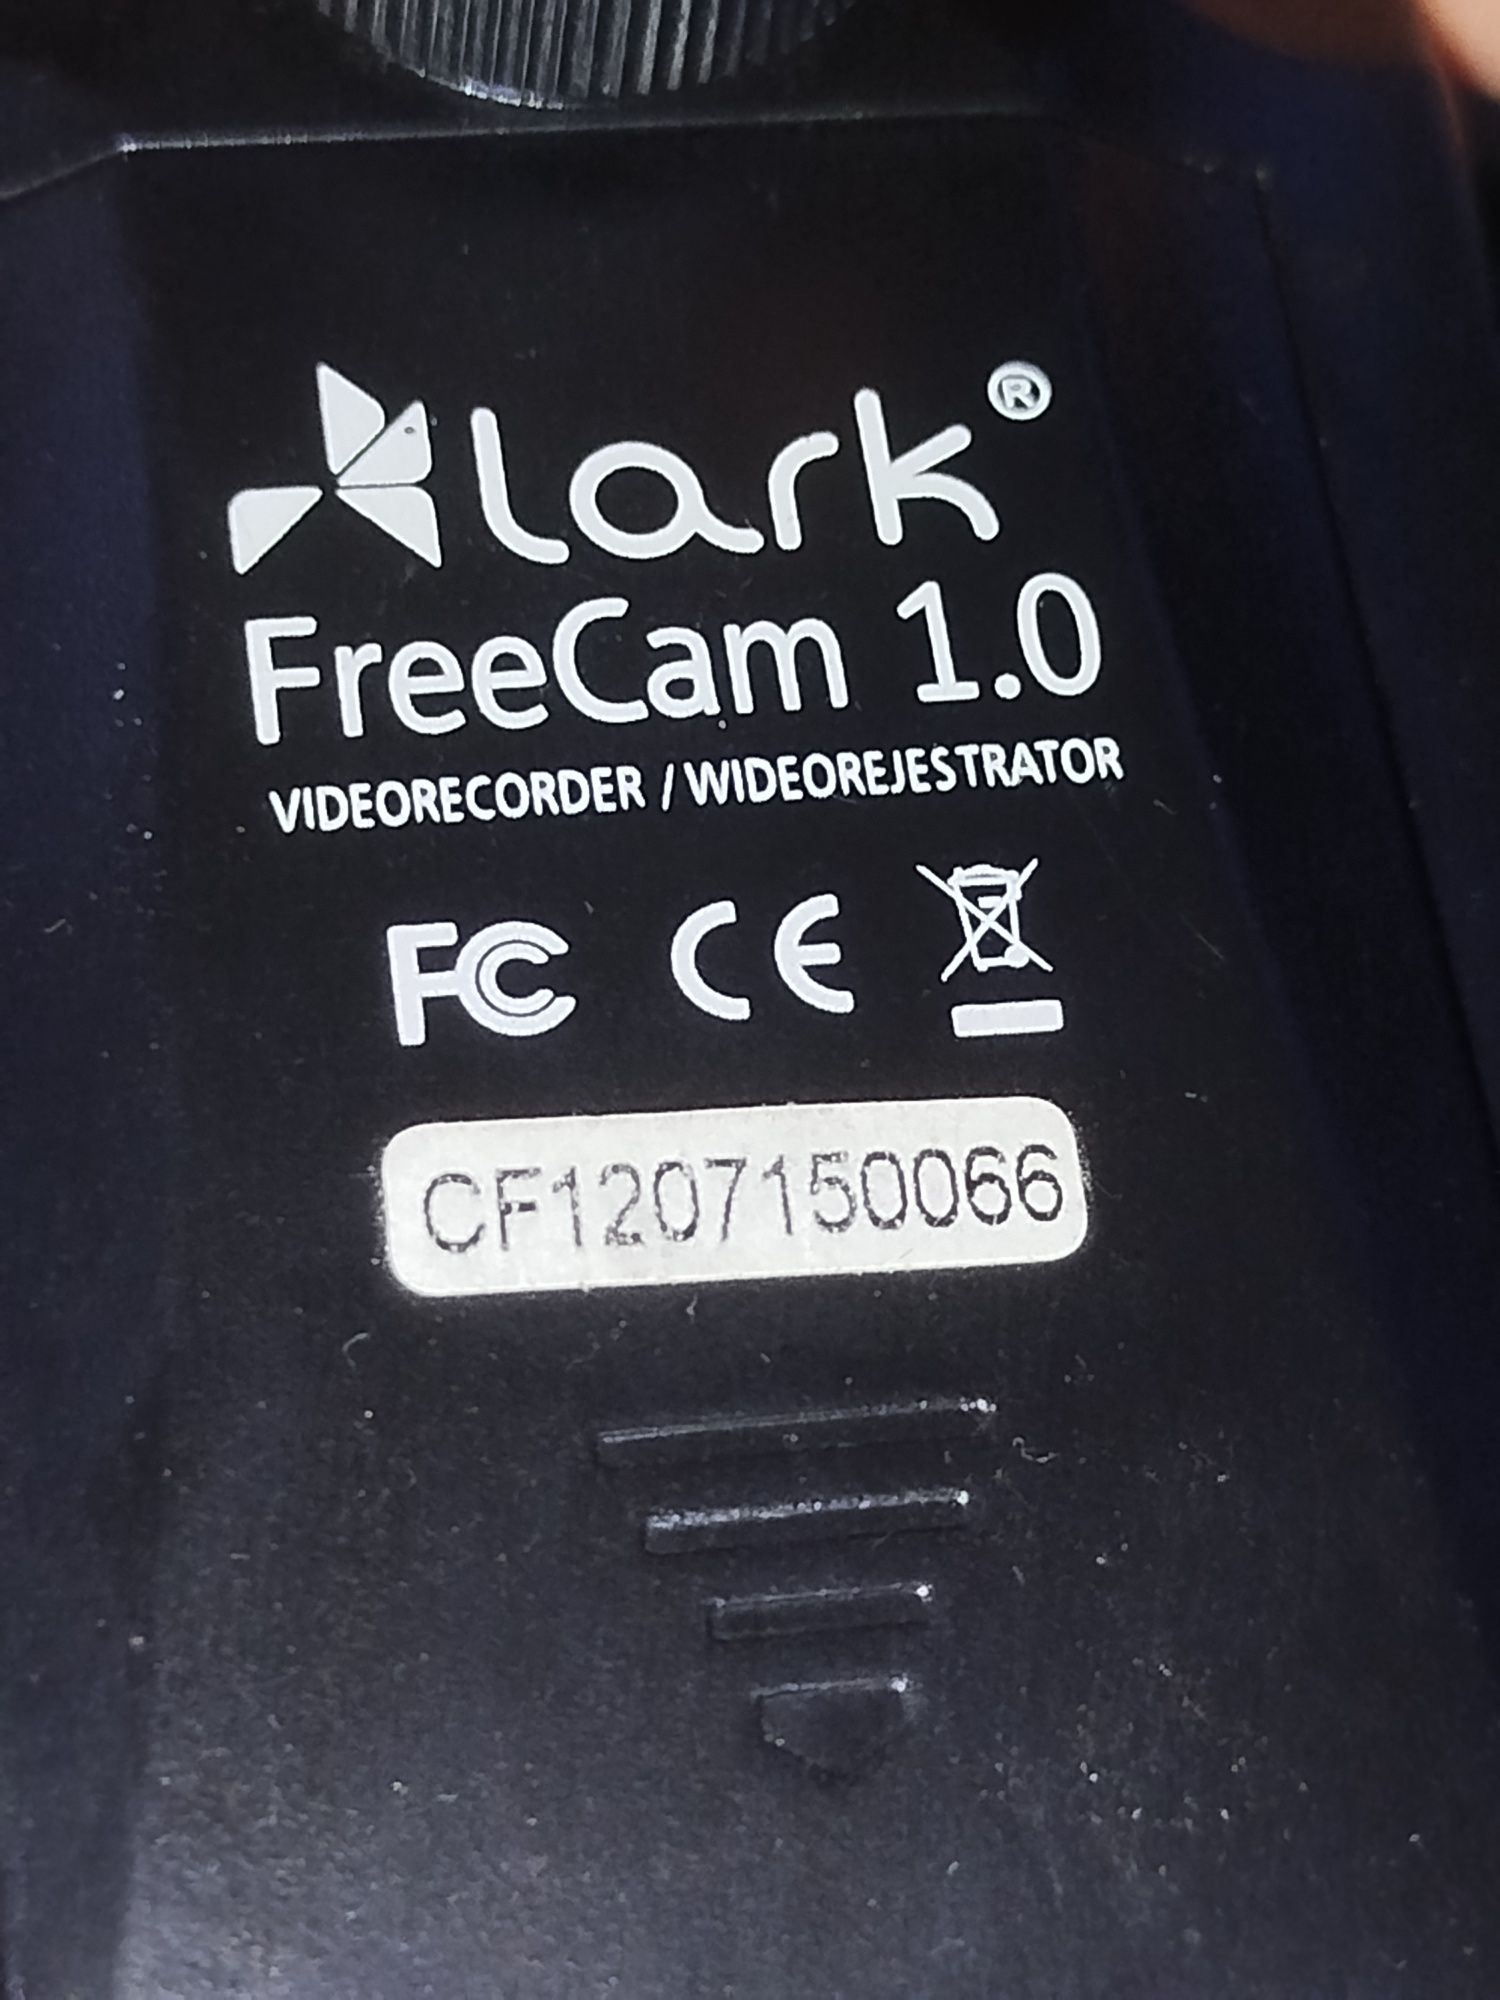 lark®
FreeCam 1.0
VIDEORECORDER / WIDEOREJESTRATOR
FC CE
CF1207150066